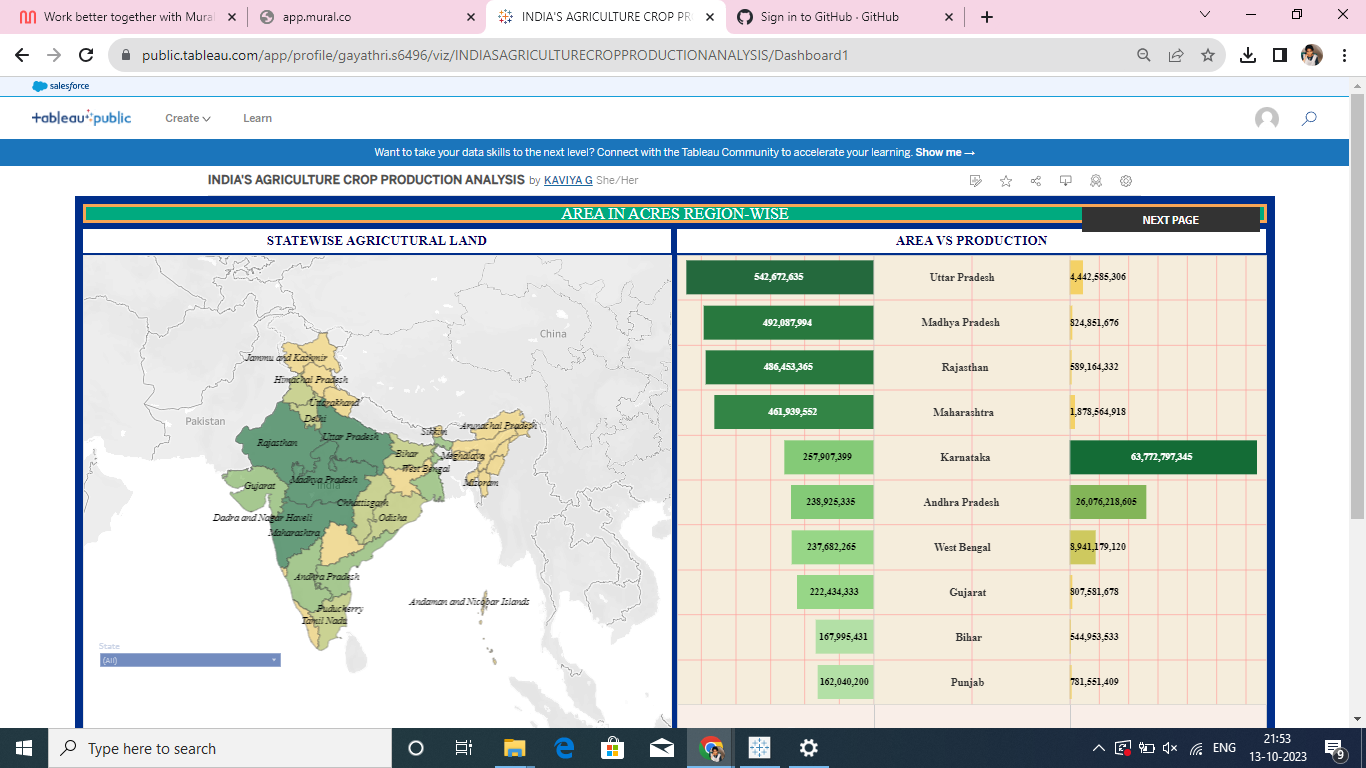 Work better together with Mural
app.mural.co
INDIA'S AGRICULTURE CROP PR
Sign in to GitHub · GitHub
public.tableau.com/app/profile/gayathri.s6496/viz/INDIASAGRICULTURECROPPRODUCTIONANALYSIS/Dashboard1
salesforce
tableau public
Create
Learn
Want to take your data skills to the next level? Connect with the Tableau Community to accelerate your learning. Show me →
INDIA'S AGRICULTURE CROP PRODUCTION ANALYSIS by KAVIYA G She/Her
AREA IN ACRES REGION-WISE
NEXT PAGE
STATEWISE AGRICUTURAL LAND
China
Jammu and Kashmir
Himachal Pradesh
Uttarakhand
Pakistan
Delhi
Sikkim
Arunachal Pradesh
Rajasthan
Uttar Pradesh
Bihar
Meghalaya
West Bengal
Madhya Pradesh
India
Mizoram
Gujarat
Chhattisgarh
Dadra and Nagar Haveli
Odisha
Maharashtra
Andhra Pradesh
Andaman and Nicobar Islands
Puducherry
Tamil Nadu
State
(All)
AREA VS PRODUCTION
542,672,635 Uttar Pradesh 4,442,585,306
492,087,994 Madhya Pradesh 824,851,676
486,453,365 Rajasthan 589,164,332
461,939,552 Maharashtra 1,878,564,918
257,907,399 Karnataka 63,772,797,345
238,925,335 Andhra Pradesh 26,076,218,605
237,682,265 West Bengal 8,941,179,120
222,434,333 Gujarat 807,581,678
167,995,431 Bihar 544,953,533
162,040,200 Punjab 781,551,409
Type here to search
ENG
21:53
13-10-2023
9